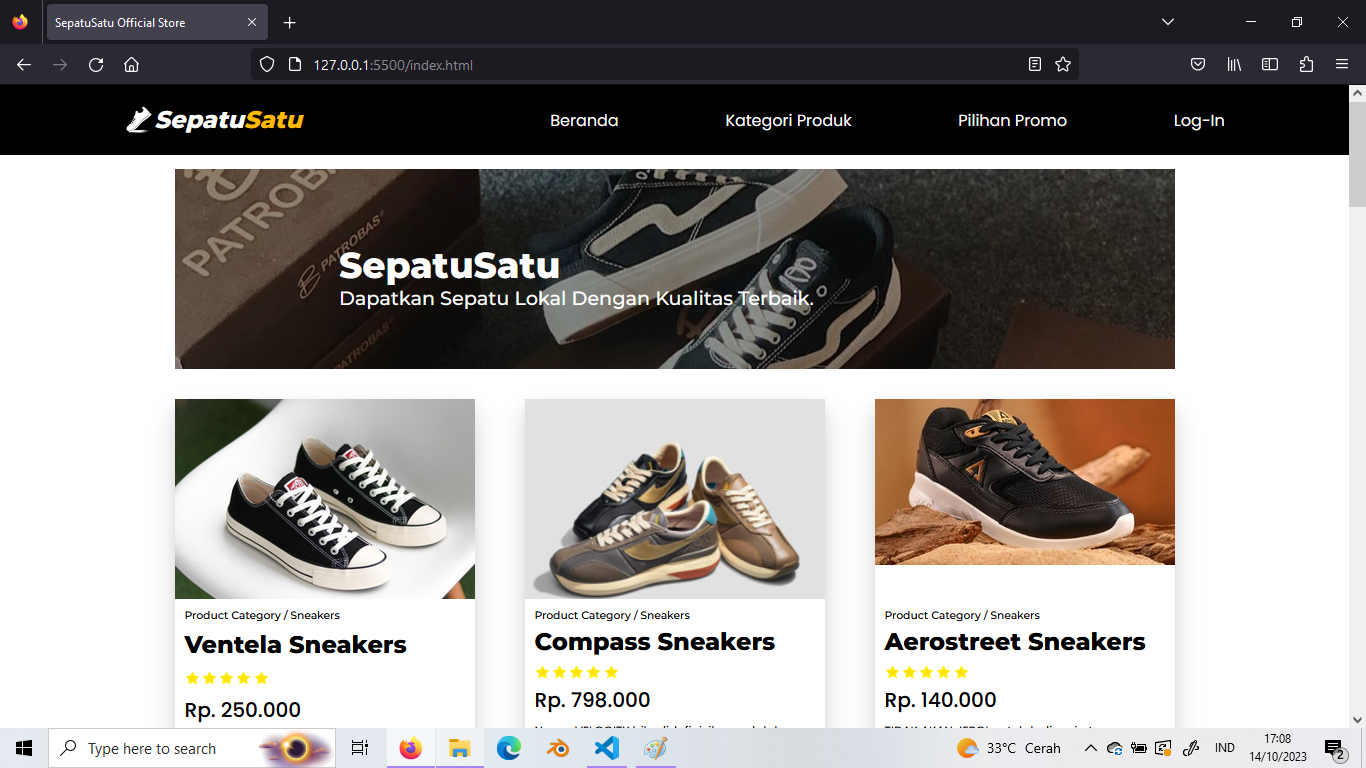 SepatuSatu Official Store
127.0.0.1:5500/index.html
SepatuSatu
Beranda
Kategori Produk
Pilihan Promo
Log-In
PATROBAS
PATROBAS®
PATROBAS
SepatuSatu
Dapatkan Sepatu Lokal Dengan Kualitas Terbaik.
Product Category / Sneakers
Ventela Sneakers
Rp. 250.000
Product Category / Sneakers
Compass Sneakers
Rp. 798.000
Product Category / Sneakers
Aerostreet Sneakers
Rp. 140.000
Type here to search
33°C Cerah
IND
17:08
14/10/2023
2